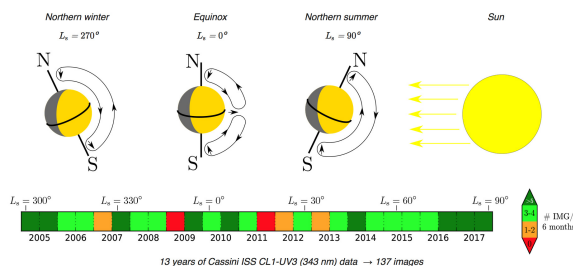 Northern winter
Equinox
Northern summer
Sun
Lₛ = 270°
Lₛ = 0°
Lₛ = 90°
N
N
N
S
S
S
Lₛ = 300°
Lₛ = 330°
Lₛ = 0°
Lₛ = 30°
Lₛ = 60°
Lₛ = 90°
2005
2006
2007
2008
2009
2010
2011
2012
2013
2014
2015
2016
2017
3-4
1-2
# IMG/
6 months
13 years of Cassini ISS CL1-UV3 (343 nm) data → 137 images